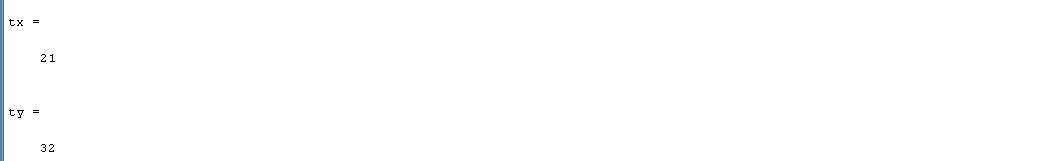 tx =
21
ty =
32